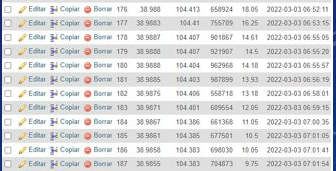 Editar Copiar Borrar 176 38.988 104.413 658924 18.05 2022-03-03 06:52:11
Editar Copiar Borrar 177 38.9883 104.41 755709 16.25 2022-03-03 06:53:15
Editar Copiar Borrar 178 38.9887 104.407 901867 14.61 2022-03-03 06:55:00
Editar Copiar Borrar 179 38.9888 104.407 921907 14.5 2022-03-03 06:55:20
Editar Copiar Borrar 180 38.9888 104.404 962968 14.18 2022-03-03 06:55:57
Editar Copiar Borrar 181 38.9885 104.403 987899 13.93 2022-03-03 06:56:19
Editar Copiar Borrar 182 38.9875 104.406 558718 13.18 2022-03-03 06:58:01
Editar Copiar Borrar 183 38.9871 104.401 609554 12.05 2022-03-03 06:59:15
Editar Copiar Borrar 184 38.9867 104.386 661368 11.05 2022-03-03 07:00:35
Editar Copiar Borrar 185 38.9861 104.385 677501 10.5 2022-03-03 07:01:05
Editar Copiar Borrar 186 38.9858 104.383 698030 10.05 2022-03-03 07:01:41
Editar Copiar Borrar 187 38.9855 104.383 704873 9.75 2022-03-03 07:01:54